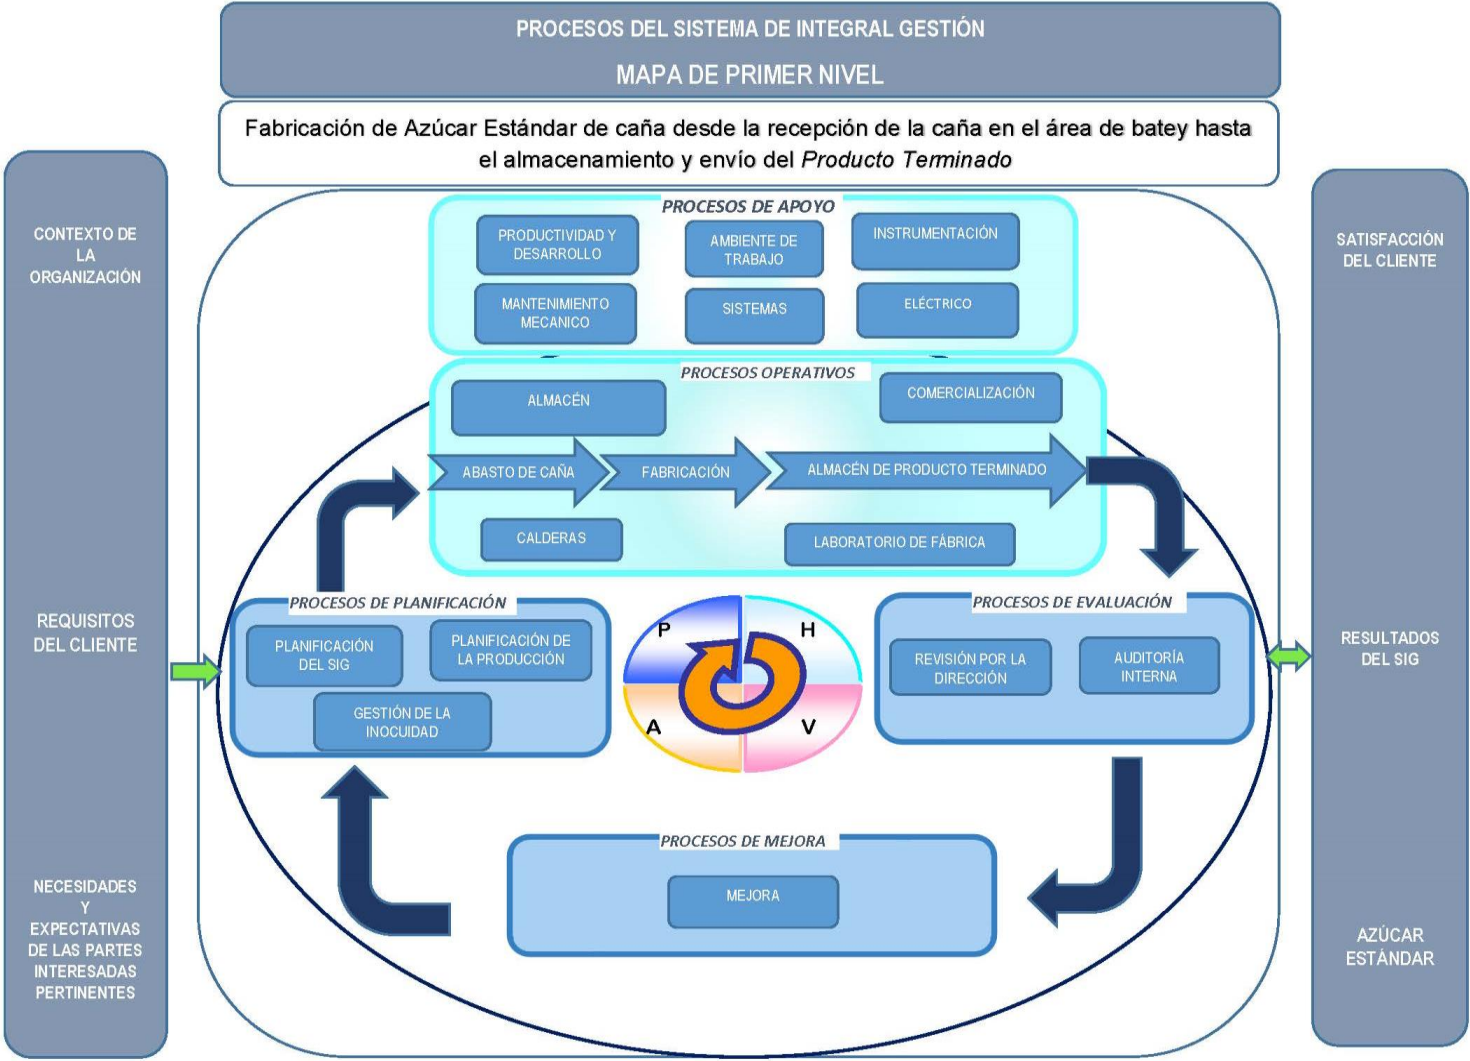 PROCESOS DEL SISTEMA DE INTEGRAL GESTIÓN
MAPA DE PRIMER NIVEL
Fabricación de Azúcar Estándar de caña desde la recepción de la caña en el área de batey hasta
el almacenamiento y envío del Producto Terminado
CONTEXTO DE
LA
ORGANIZACIÓN
REQUISITOS
DEL CLIENTE
NECESIDADES
Y
EXPECTATIVAS
DE LAS PARTES
INTERESADAS
PERTINENTES
PROCESOS DE APOYO
PRODUCTIVIDAD Y
DESARROLLO
AMBIENTE DE
TRABAJO
INSTRUMENTACIÓN
MANTENIMIENTO
MECANICO
SISTEMAS
ELÉCTRICO
PROCESOS OPERATIVOS
ALMACÉN
COMERCIALIZACIÓN
ABASTO DE CAÑA
FABRICACIÓN
ALMACÉN DE PRODUCTO TERMINADO
CALDERAS
LABORATORIO DE FÁBRICA
PROCESOS DE PLANIFICACIÓN
PLANIFICACIÓN
DEL SIG
PLANIFICACIÓN DE
LA PRODUCCIÓN
GESTIÓN DE LA
INOCUIDAD
P
H
A
V
PROCESOS DE EVALUACIÓN
REVISIÓN POR LA
DIRECCIÓN
AUDITORÍA
INTERNA
PROCESOS DE MEJORA
MEJORA
SATISFACCIÓN
DEL CLIENTE
RESULTADOS
DEL SIG
AZÚCAR
ESTÁNDAR